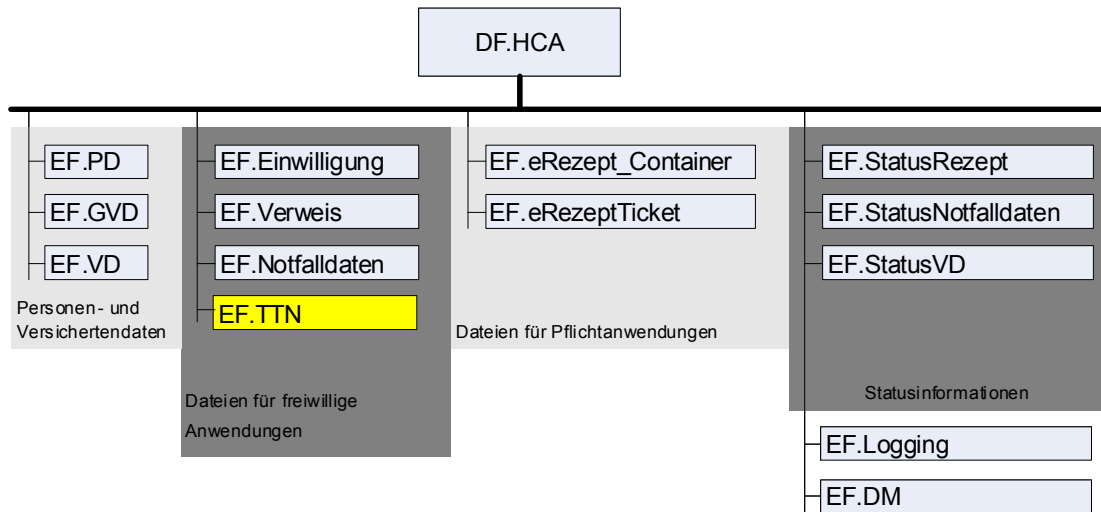 DF.HCA
EF.PD
EF.GVD
EF.VD
Personen- und
Versichertendaten
EF.Einwilligung
EF.Verweis
EF.Notfalldaten
EF.TTN
Dateien für freiwillige
Anwendungen
EF.eRezept_Container
EF.eRezeptTicket
Dateien für Pflichtanwendungen
EF.StatusRezept
EF.StatusNotfalldaten
EF.StatusVD
Statusinformationen
EF.Logging
EF.DM